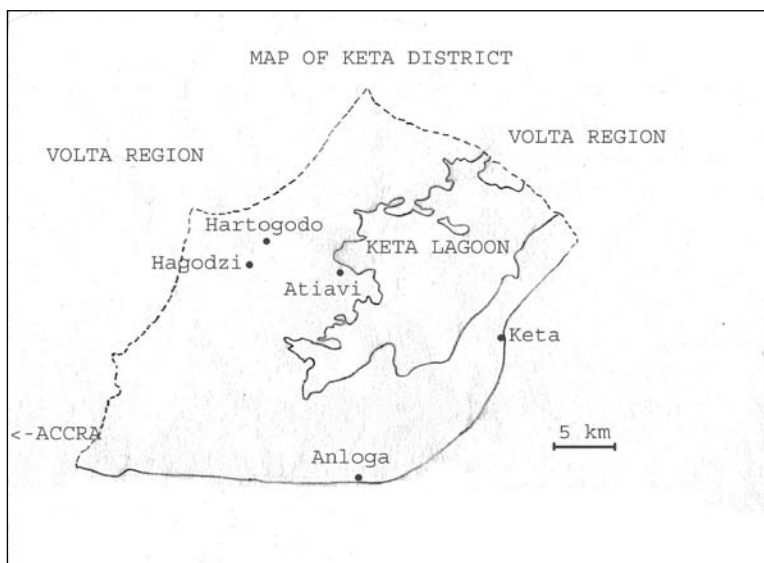 MAP OF KETA DISTRICT
VOLTA REGION
VOLTA REGION
Hartogodo
KETA LAGOON
Hagodzi
Atiavi
Keta
<-ACCRA
5 km
Anloga